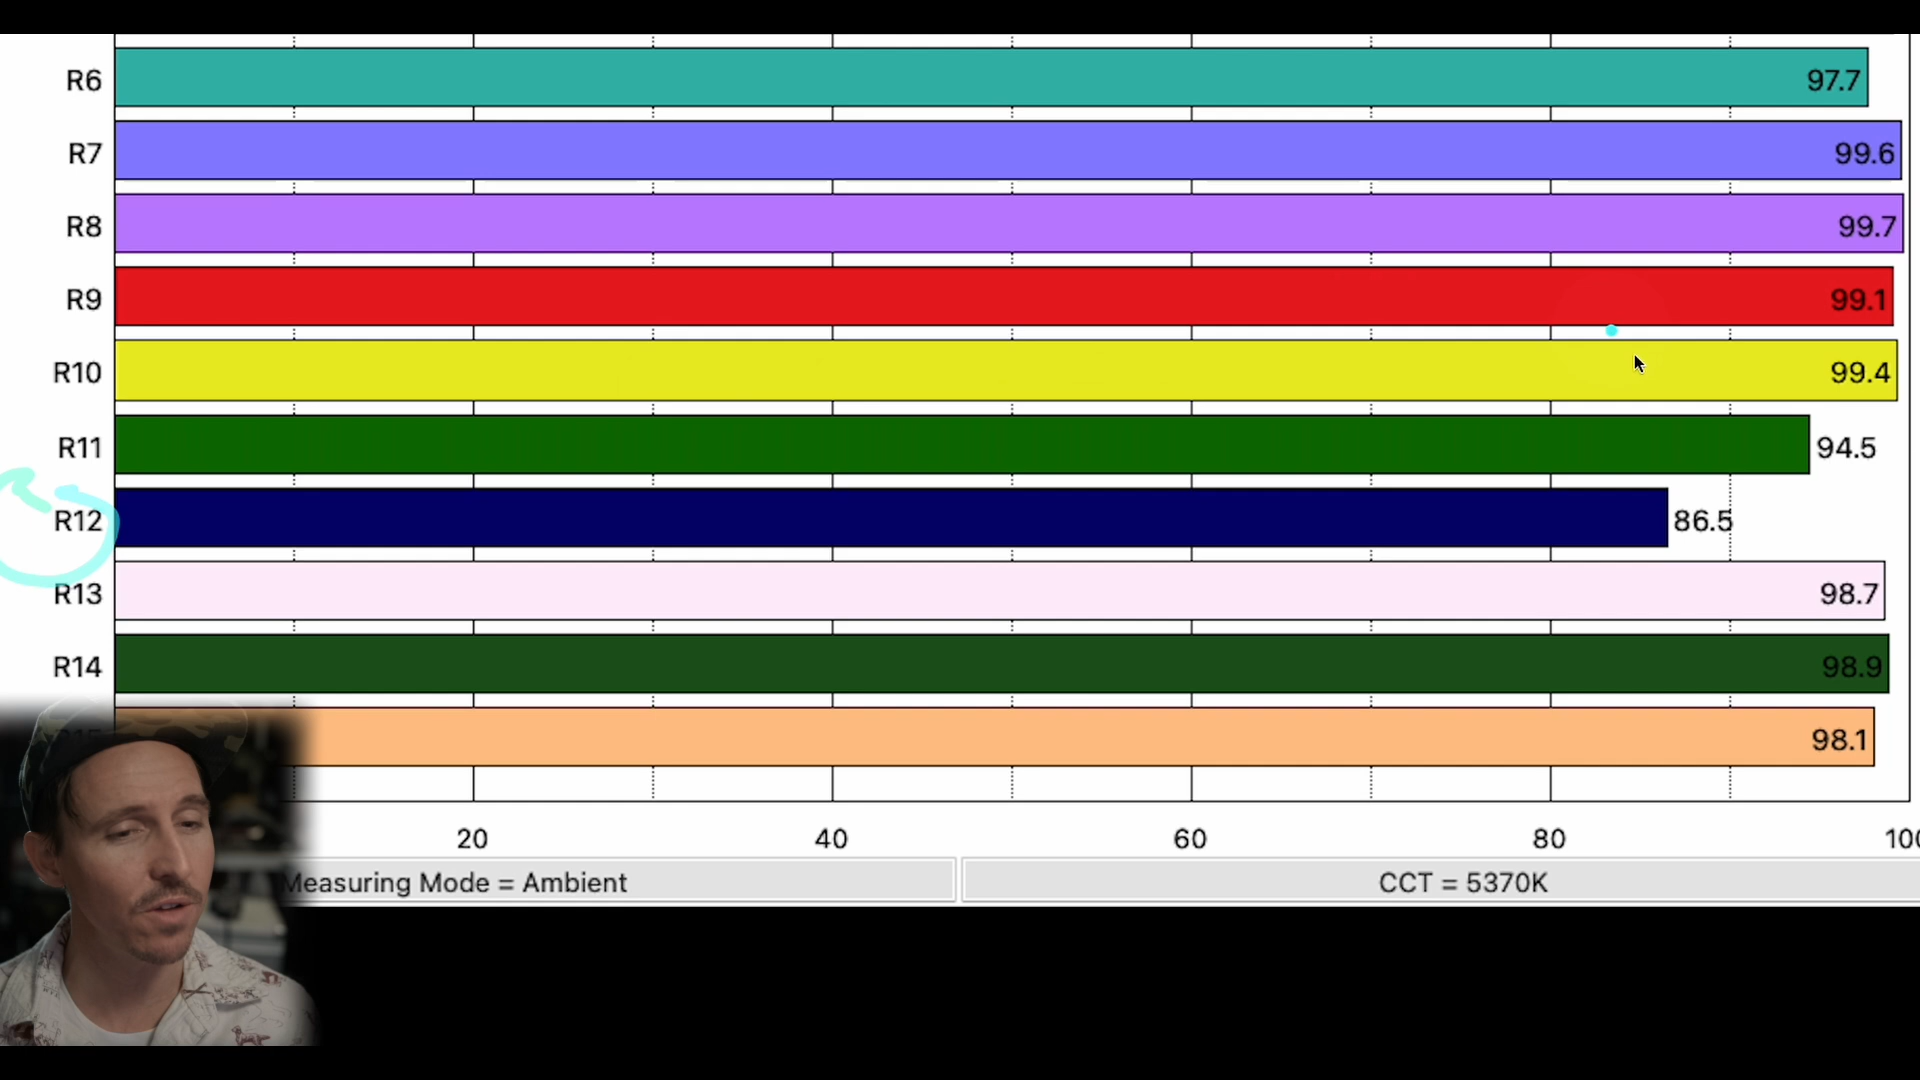 R6 97.7
R7 99.6
R8 99.7
R9 99.1
R10 99.4
R11 94.5
R12 86.5
R13 98.7
R14 98.9
98.1
20 40 60 80
Measuring Mode = Ambient CCT = 5370K